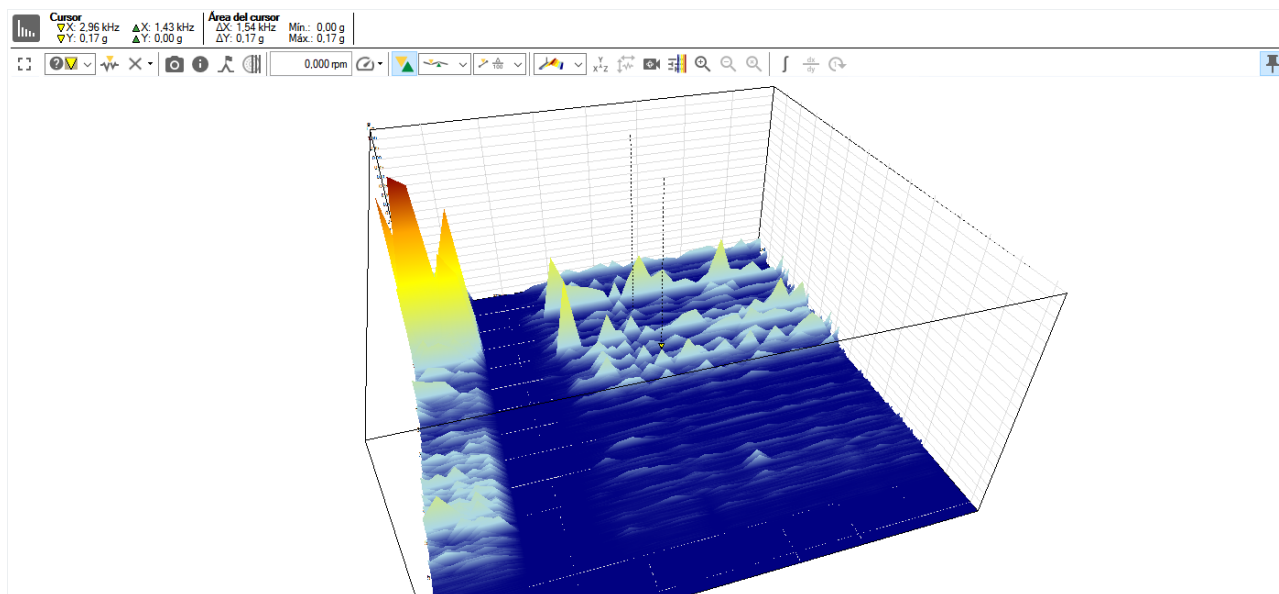 Cursor
X: 2,96 kHz X: 1,43 kHz
Y: 0,17 g Y: 0,00 g
Área del cursor
ΔX: 1,54 kHz Mín.: 0,00 g
ΔY: 0,17 g Máx.: 0,17 g
0,000 rpm